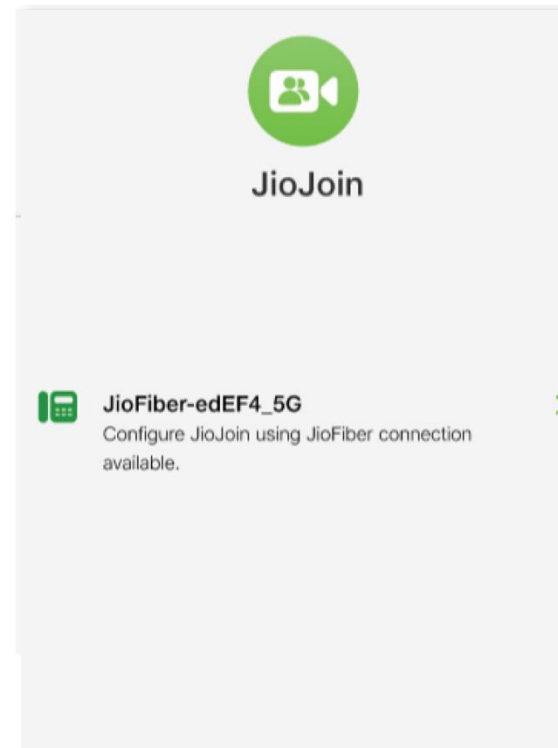 JioJoin
JioFiber-edEF4_5G
Configure JioJoin using JioFiber connection
available.